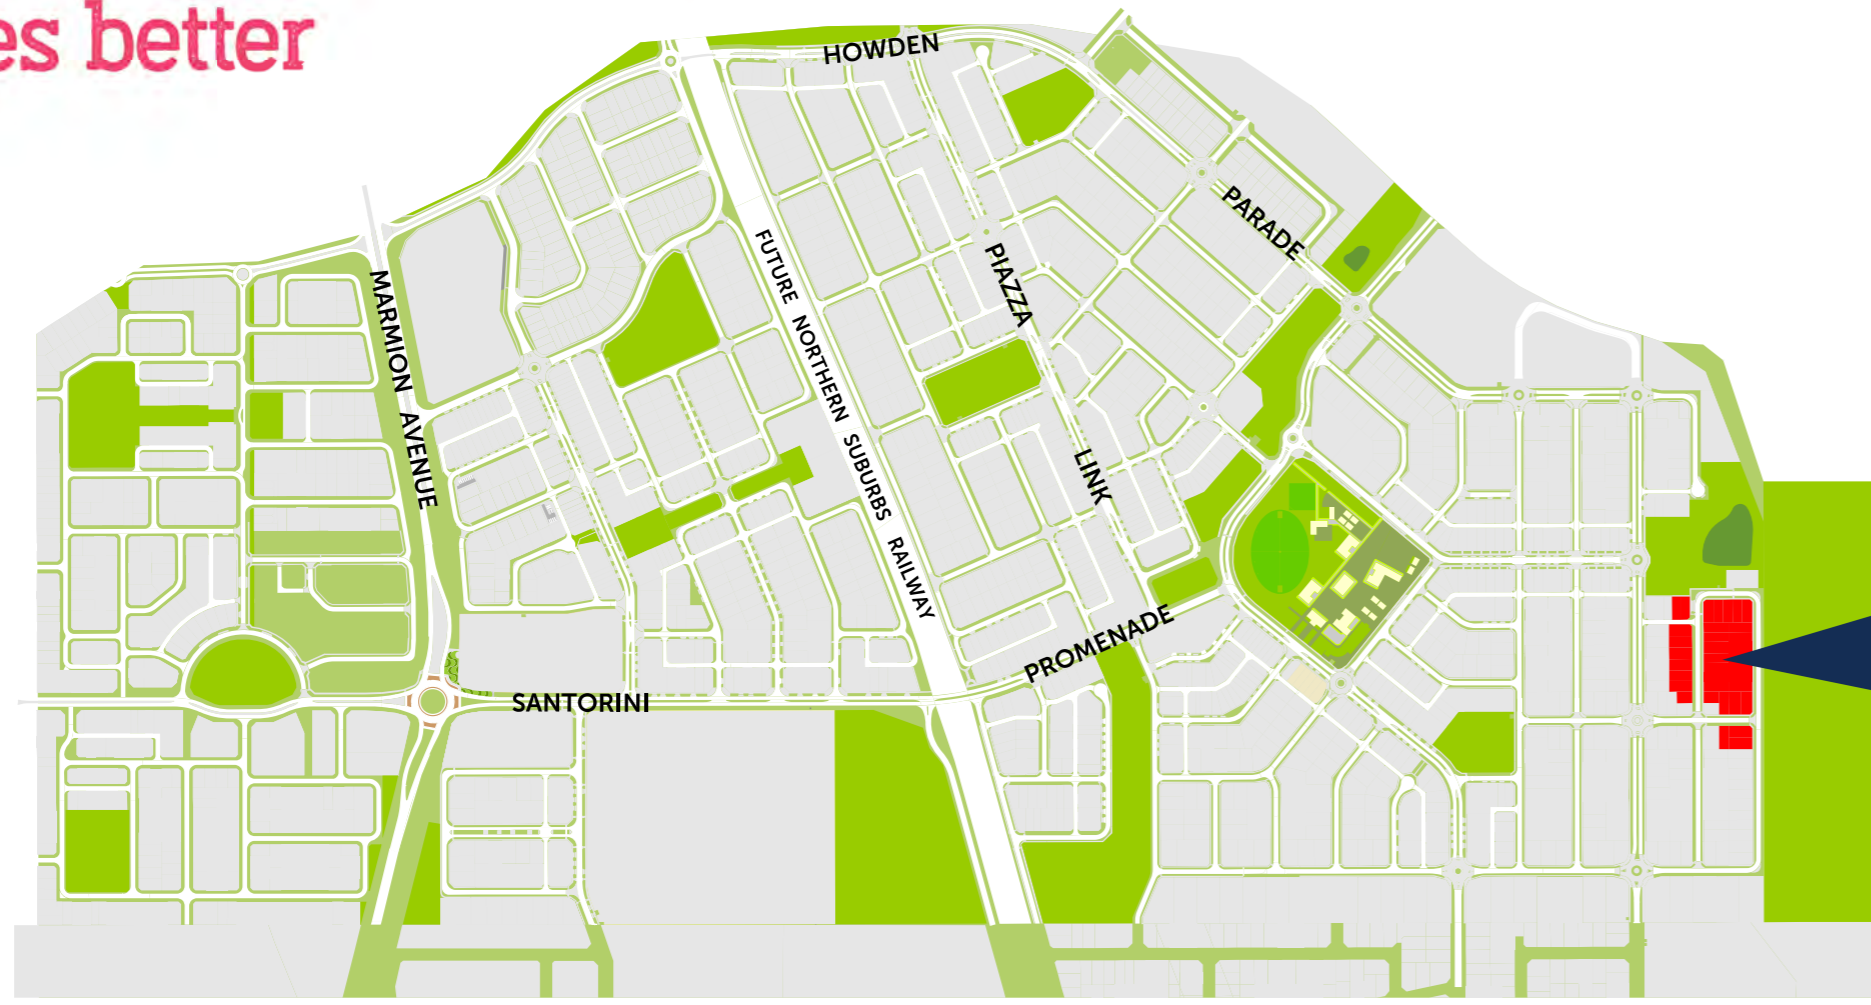 es better
HOWDEN
PARADE
MARMION AVENUE
FUTURE NORTHERN SUBURBS RAILWAY
PIAZZA LINK
SANTORINI
PROMENADE